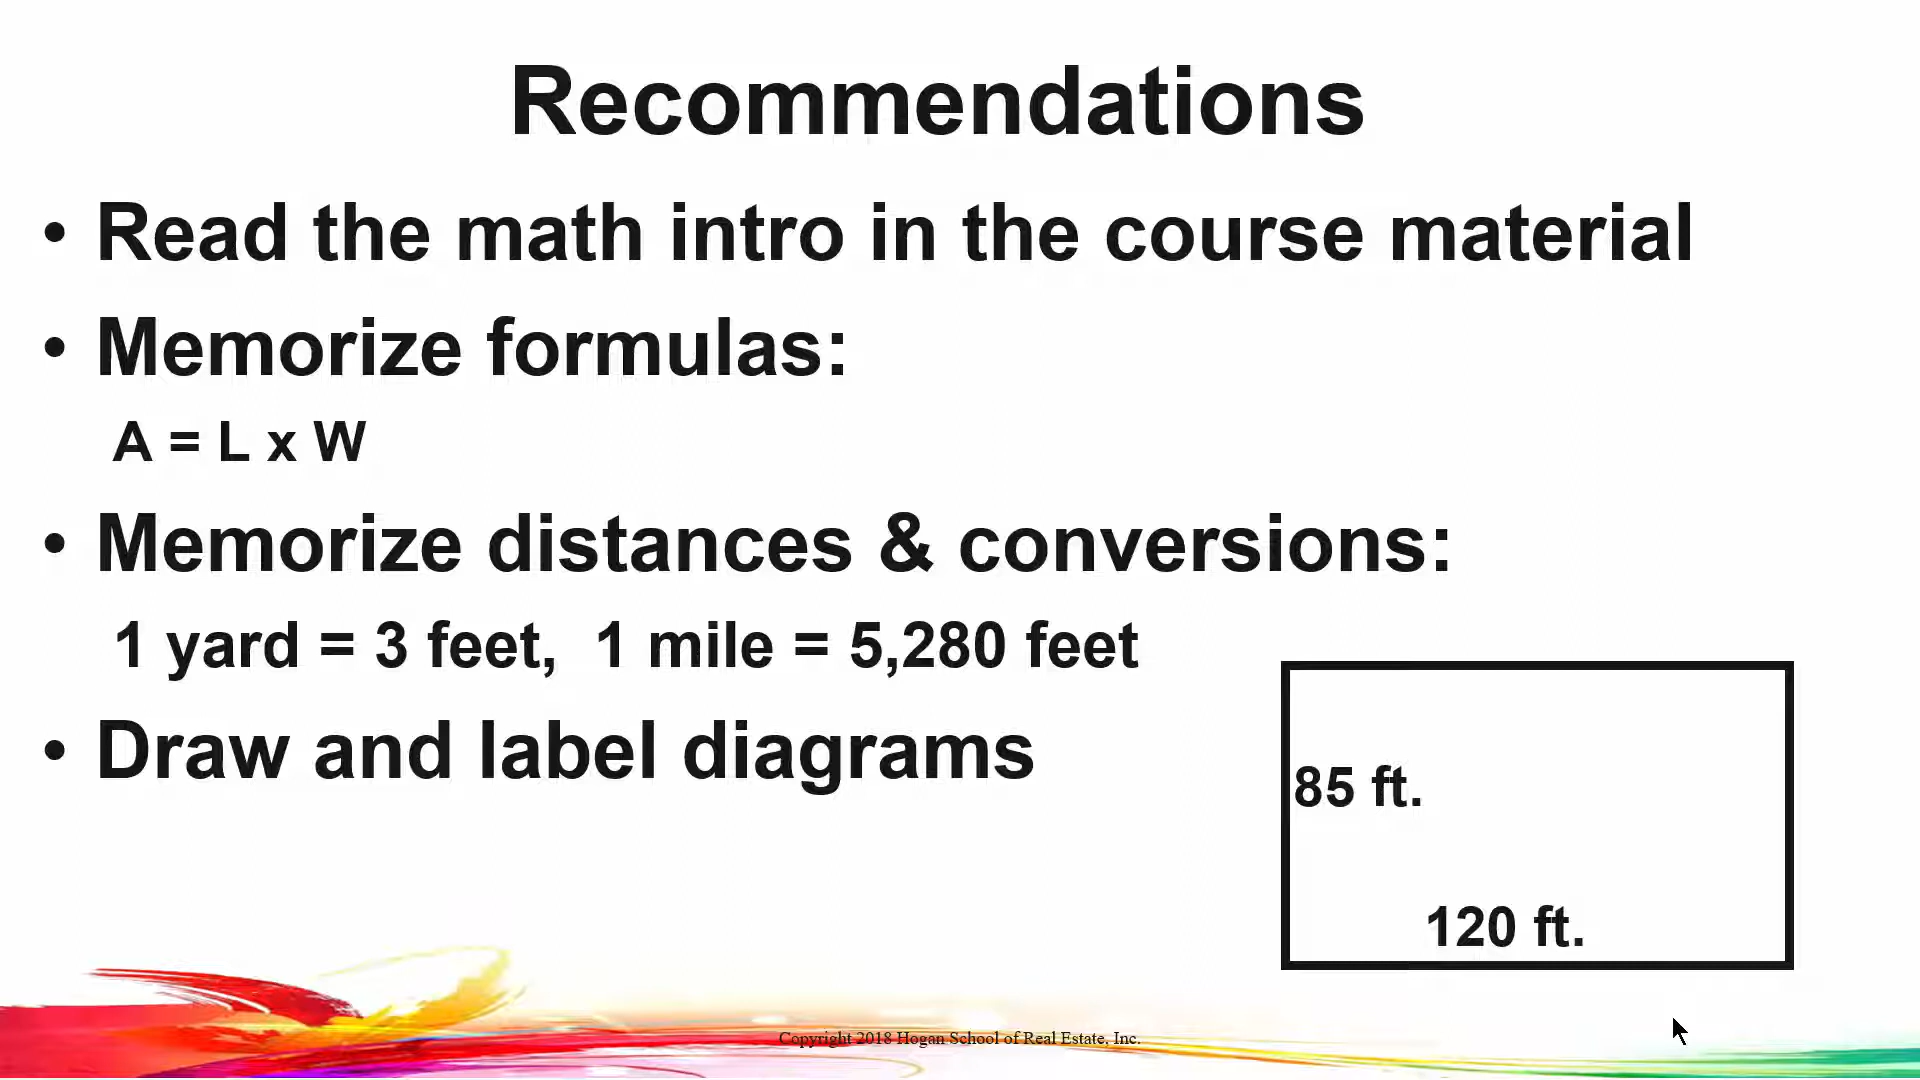 Recommendations
• Read the math intro in the course material
• Memorize formulas:
A = L x W
• Memorize distances & conversions:
1 yard = 3 feet,  1 mile = 5,280 feet
• Draw and label diagrams
85 ft.
120 ft.
Copyright 2018 Hogan School of Real Estate, Inc.